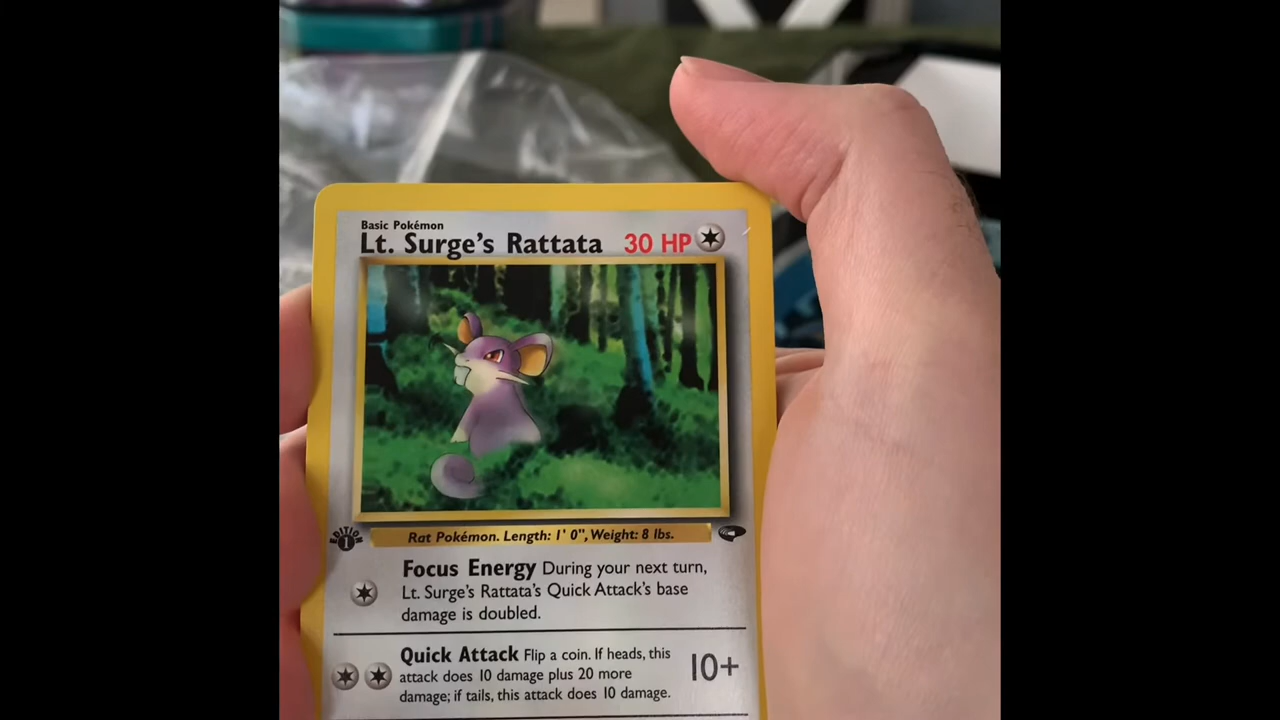 Basic Pokémon
Lt. Surge's Rattata 30 HP
EDITION
1
Rat Pokémon. Length: 1' 0", Weight: 8 lbs.
Focus Energy During your next turn,
Lt. Surge's Rattata's Quick Attack's base
damage is doubled.
Quick Attack Flip a coin. If heads, this
attack does 10 damage plus 20 more
damage; if tails, this attack does 10 damage.
10+